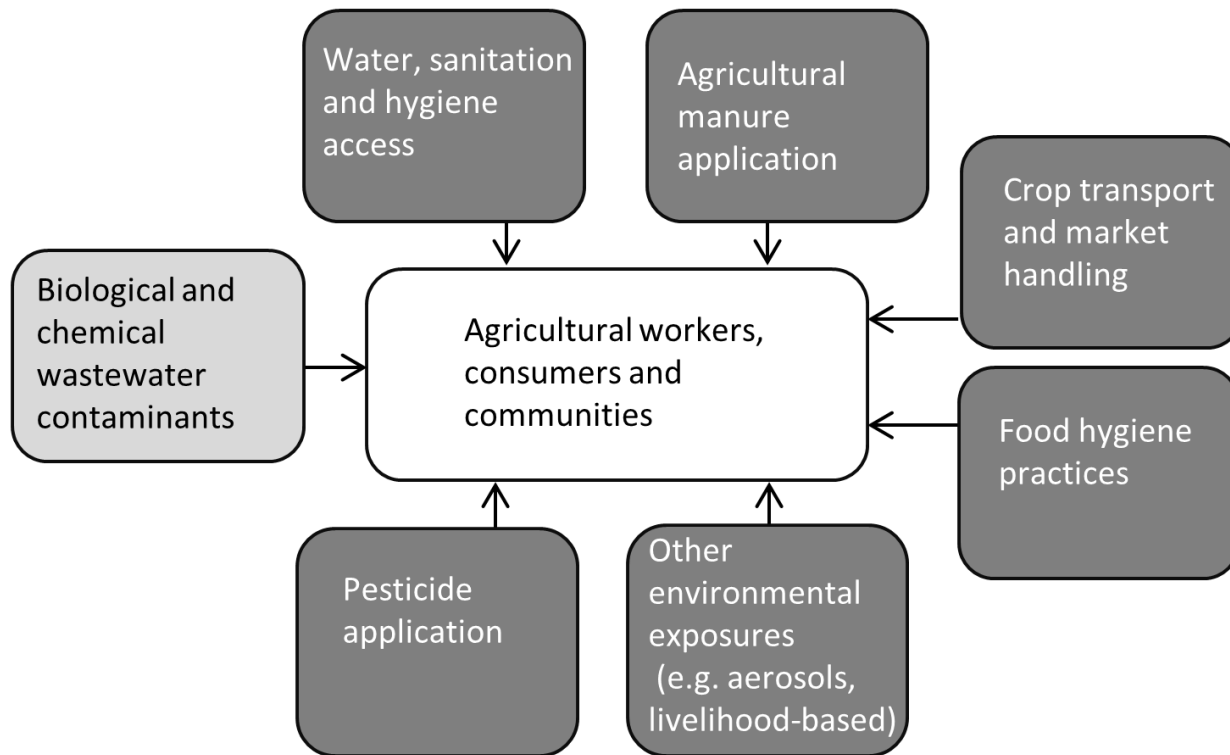 Water, sanitation
and hygiene
access
Agricultural
manure
application
Crop transport
and market
handling
Biological and
chemical
wastewater
contaminants
Agricultural workers,
consumers and
communities
Food hygiene
practices
Pesticide
application
Other
environmental
exposures
(e.g. aerosols,
livelihood-based)